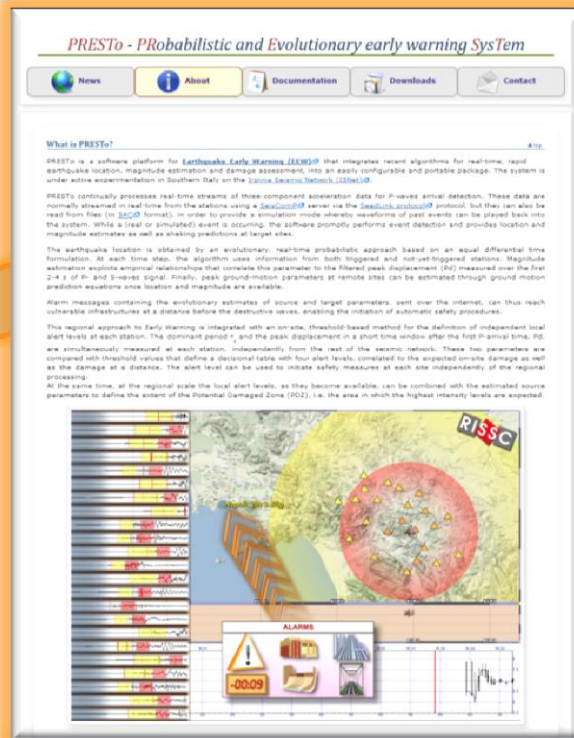 PRESTo - PRobabilistic and Evolutionary early warning SysTem
News About Documentation Downloads Contact
What is PRESTo? top
PRESTo is a software platform for Earthquake Early Warning (EEW) that integrates recent algorithms for real-time, rapid
earthquake location, magnitude estimation and damage assessment, into an easily configurable and portable package. The system is
under active experimentation in Southern Italy on the Irpinia Seismic Network (ISNet).
PRESTo continually processes real-time streams of three-component acceleration data for P-waves arrival detection. These data are
normally streamed in real-time from the stations using a SeisComP server via the SeedLink protocol, but they can also be
read from files (in SAC format), in order to provide a simulation mode whereby waveforms of past events can be played back into
the system. While a (real or simulated) event is occurring, the software promptly performs event detection and provides location and
magnitude estimates as well as shaking predictions at target sites.
The earthquake location is obtained by an evolutionary, real-time probabilistic approach based on an equal differential time
formulation. At each time step, the algorithm uses information from both triggered and not-yet-triggered stations. Magnitude
estimation exploits empirical relationships that correlate this parameter to the filtered peak displacement (Pd) measured over the first
2-4 s of P- and S-waves signal. Finally, peak ground-motion parameters at remote sites can be estimated through ground motion
prediction equations once location and magnitude are available.
Alarm messages containing the evolutionary estimates of source and target parameters, sent over the internet, can thus reach
vulnerable infrastructures at a distance before the destructive waves, enabling the initiation of automatic safety procedures.
This regional approach to Early Warning is integrated with an on-site, threshold-based method for the definition of independent local
alert levels at each station. The dominant period and the peak displacement in a short time window after the first P-arrival time, Pd,
are simultaneously measured at each station, independently from the rest of the seismic network. These two parameters are
compared with threshold values that define a decisional table with four alert levels, correlated to the expected on-site damage as well
as the damage at a distance. The alert level can be used to initiate safety measures at each site independently of the regional
processing.
At the same time, at the regional scale the local alert levels, as they become available, can be combined with the estimated source
parameters to define the extent of the Potential Damaged Zone (PDZ), i.e. the area in which the highest intensity levels are expected.
RISSC
ALARMS
-00:09